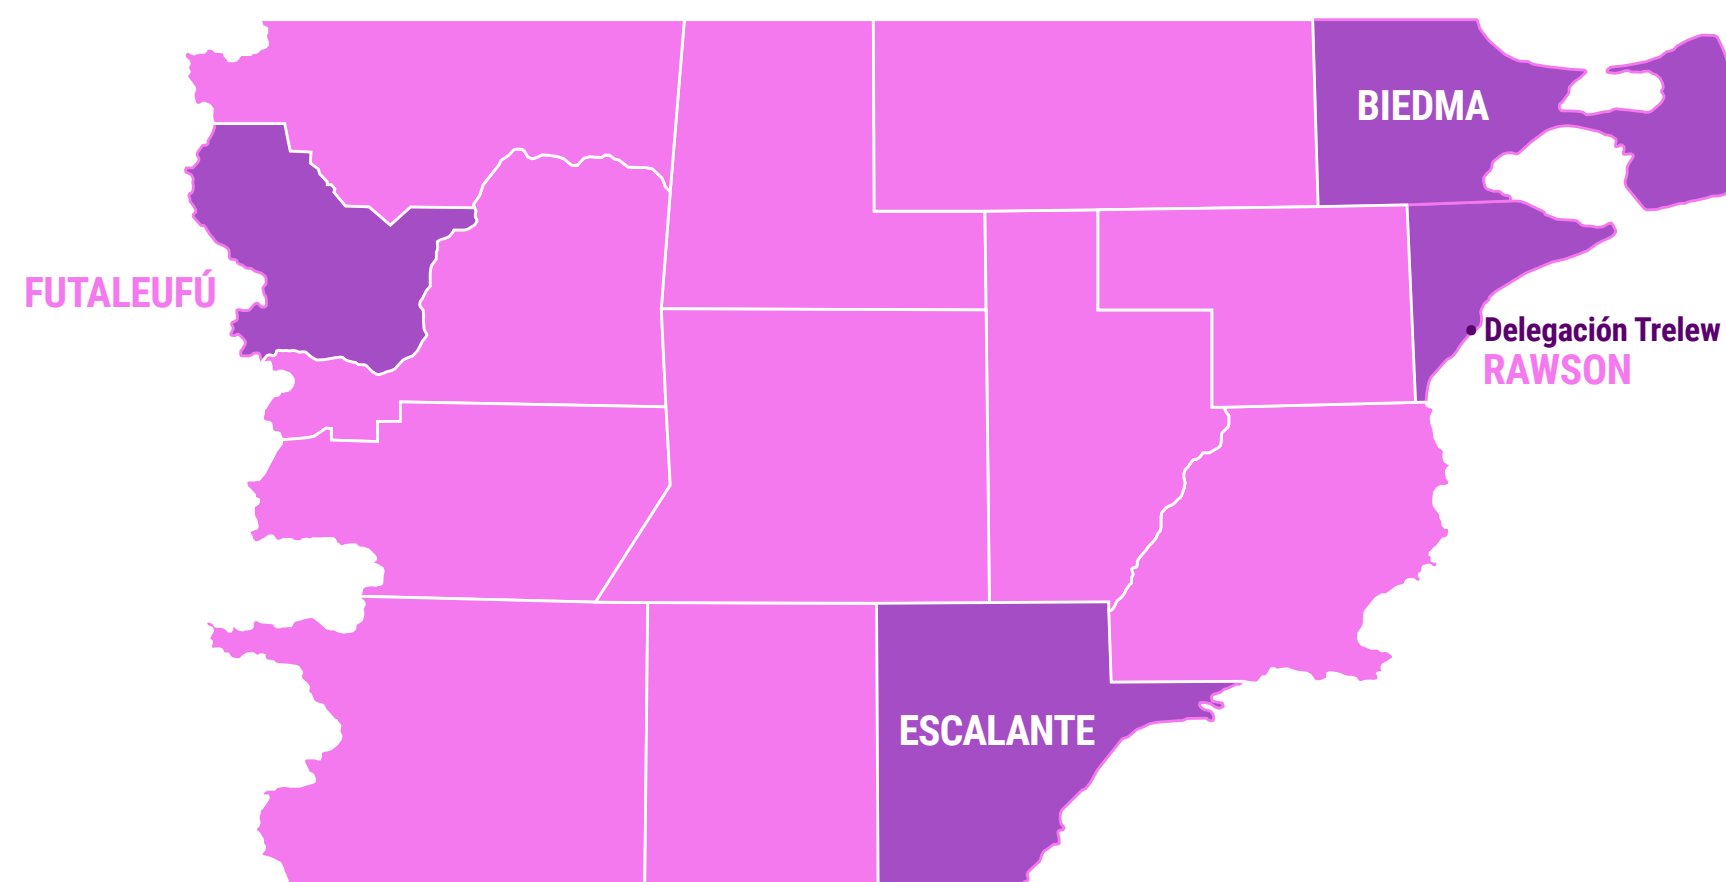 BIEDMA
FUTALEUFÚ
Delegación Trelew
RAWSON
ESCALANTE